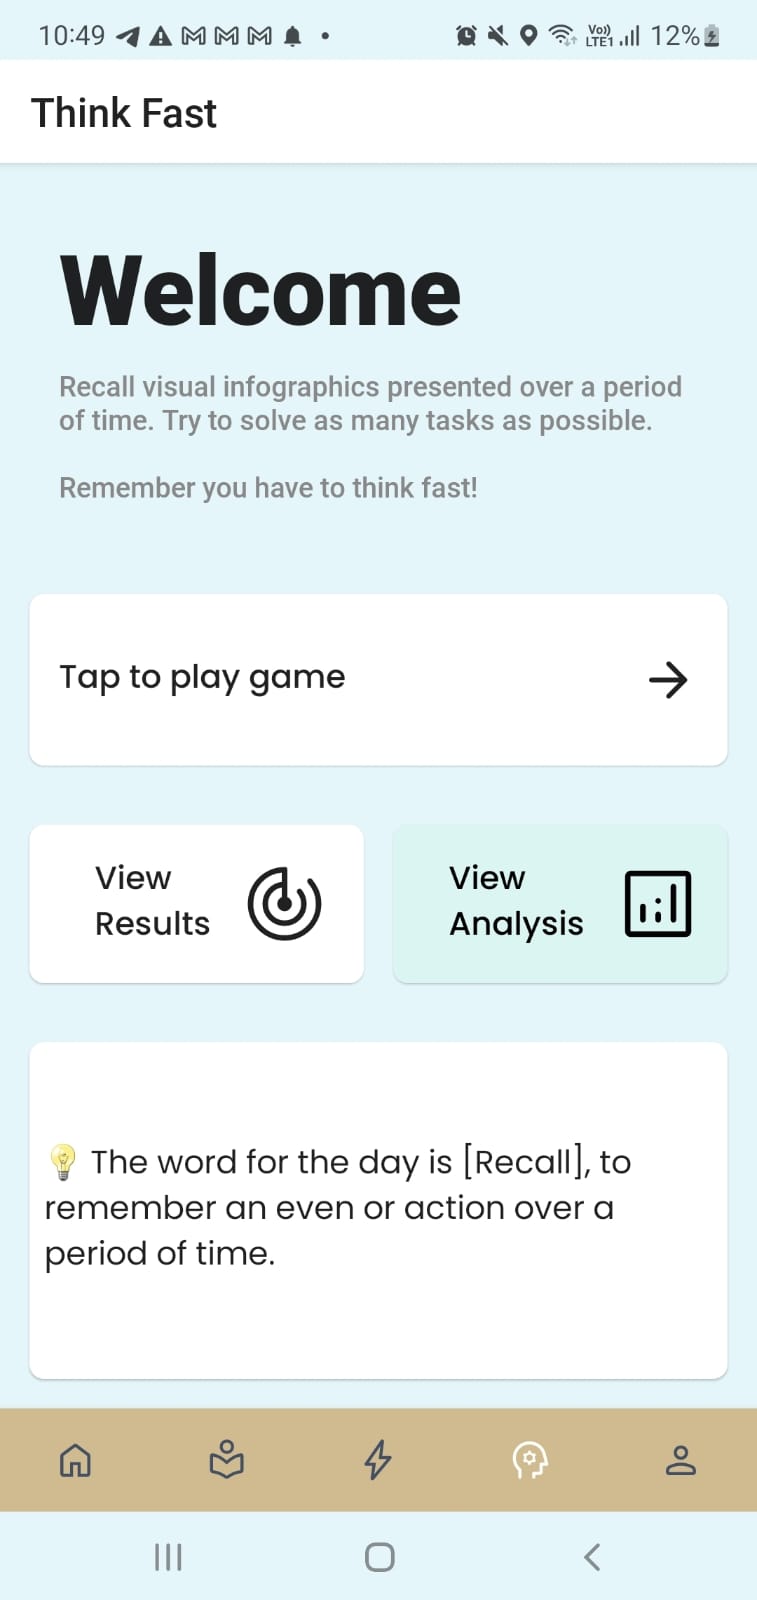 10:49
Vo))
LTE1
12%
Think Fast
Welcome
Recall visual infographics presented over a period
of time. Try to solve as many tasks as possible.
Remember you have to think fast!
Tap to play game
View
Results
View
Analysis
💡 The word for the day is [Recall], to
remember an even or action over a
period of time.